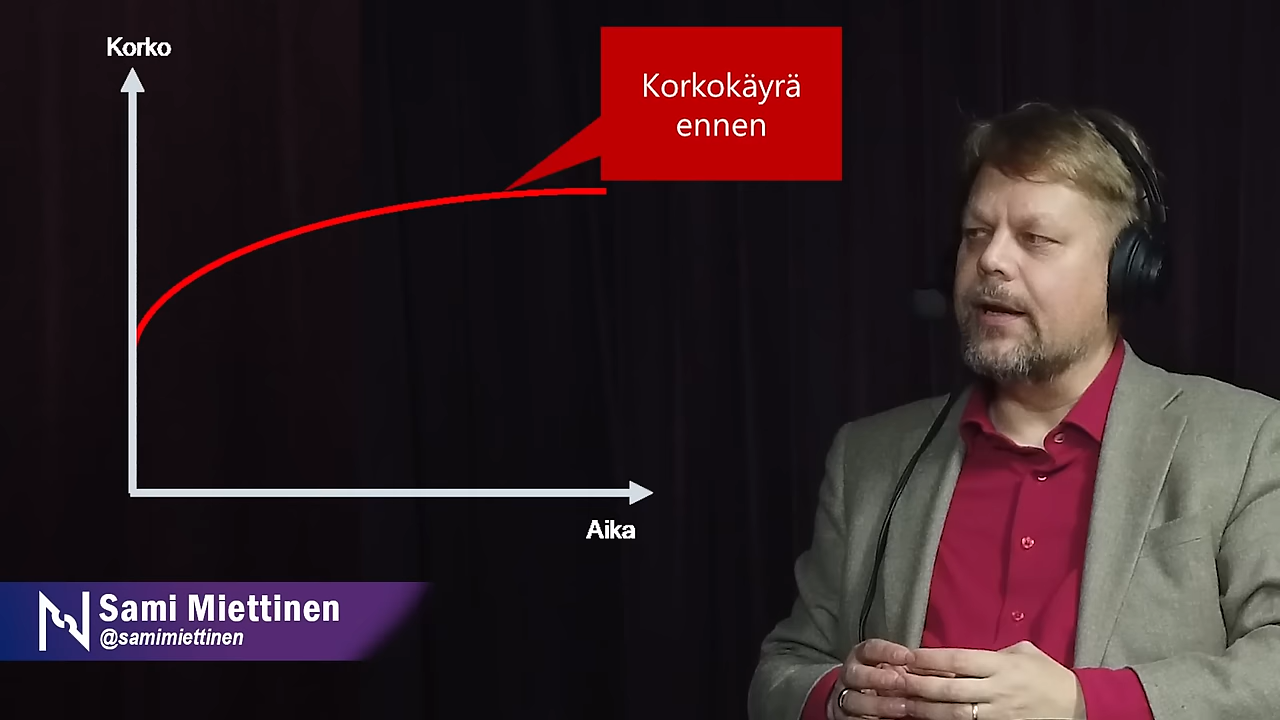 Korko
Korkokäyrä
ennen
Aika
Sami Miettinen
@samimiettinen